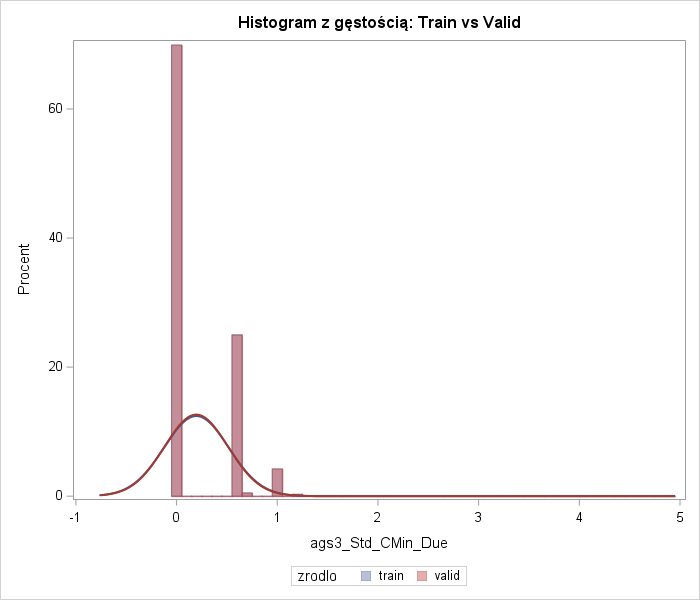 Histogram z gęstością: Train vs Valid
60
40
20
0
Procent
-1 0 1 2 3 4 5
ags3_Std_CMin_Due
zrodlo train valid